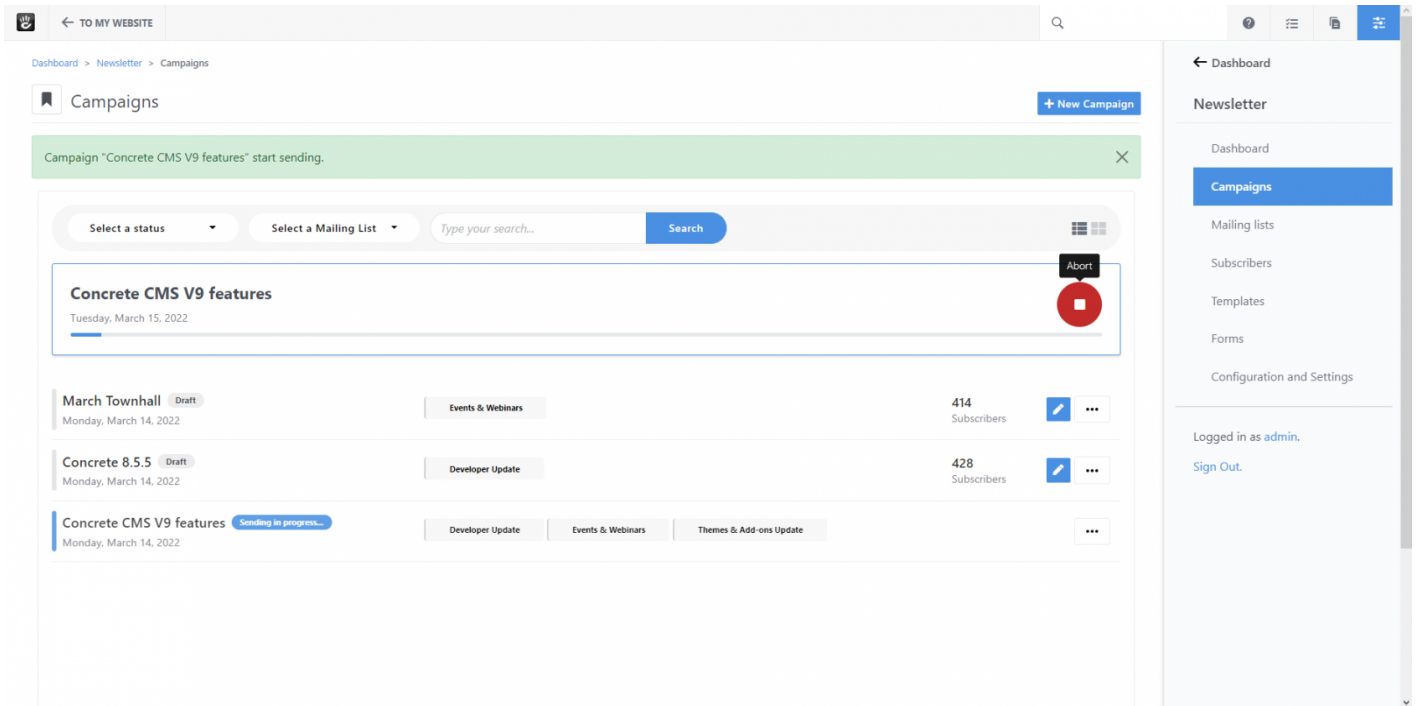 TO MY WEBSITE
Dashboard > Newsletter > Campaigns
Campaigns
+ New Campaign
Campaign "Concrete CMS V9 features" start sending.
Select a status
Select a Mailing List
Type your search...
Search
Abort
Concrete CMS V9 features
Tuesday, March 15, 2022
March Townhall Draft
Monday, March 14, 2022
Events & Webinars
414
Subscribers
Concrete 8.5.5 Draft
Monday, March 14, 2022
Developer Update
428
Subscribers
Concrete CMS V9 features Sending in progress...
Monday, March 14, 2022
Developer Update
Events & Webinars
Themes & Add-ons Update
Dashboard
Newsletter
Dashboard
Campaigns
Mailing lists
Subscribers
Templates
Forms
Configuration and Settings
Logged in as admin.
Sign Out.